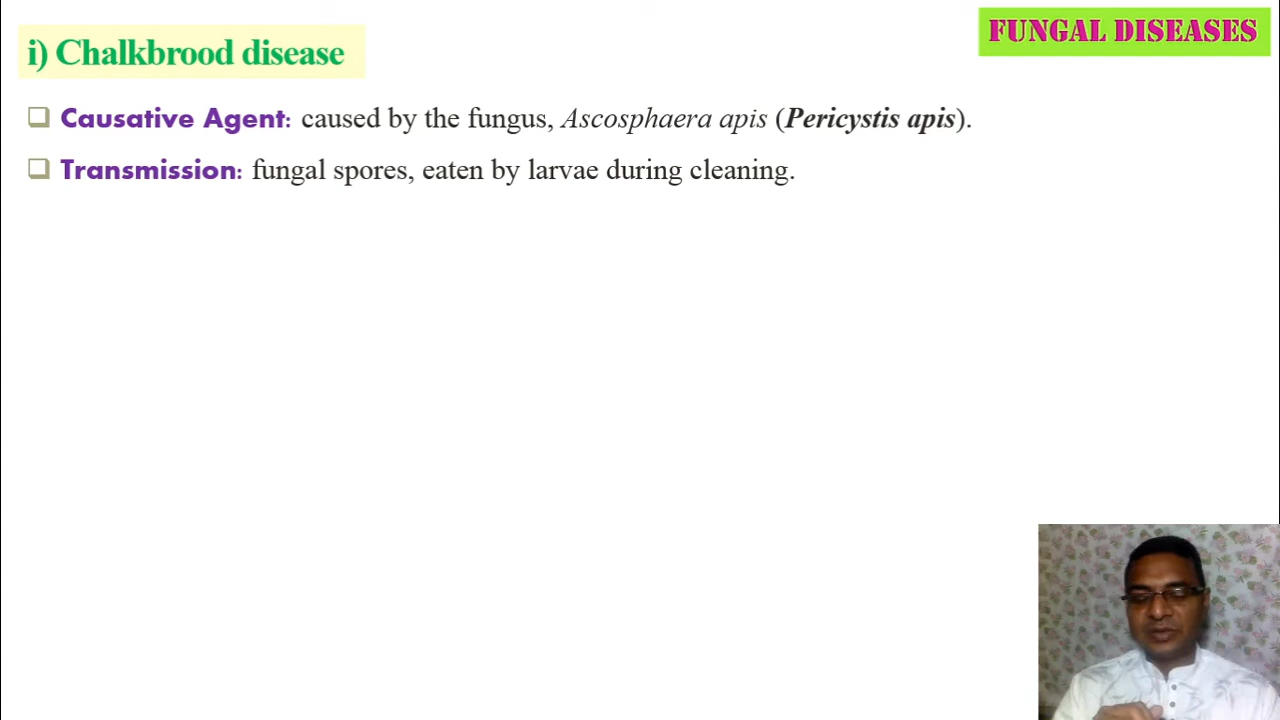 FUNGAL DISEASES
i) Chalkbrood disease
Causative Agent: caused by the fungus, Ascosphaera apis (Pericystis apis).
Transmission: fungal spores, eaten by larvae during cleaning.